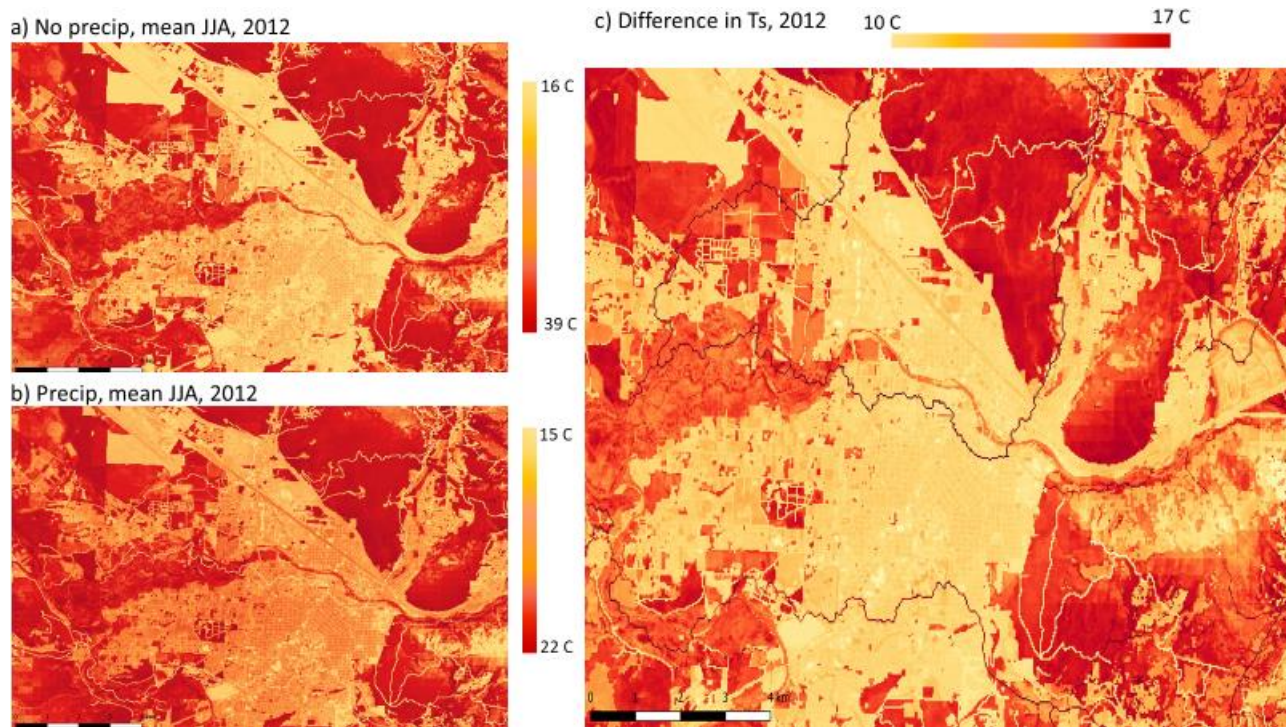 a) No precip, mean JJA, 2012
16 C
39 C
b) Precip, mean JJA, 2012
15 C
22 C
c) Difference in Ts, 2012
10 C
17 C
0 1 2 3 4 km